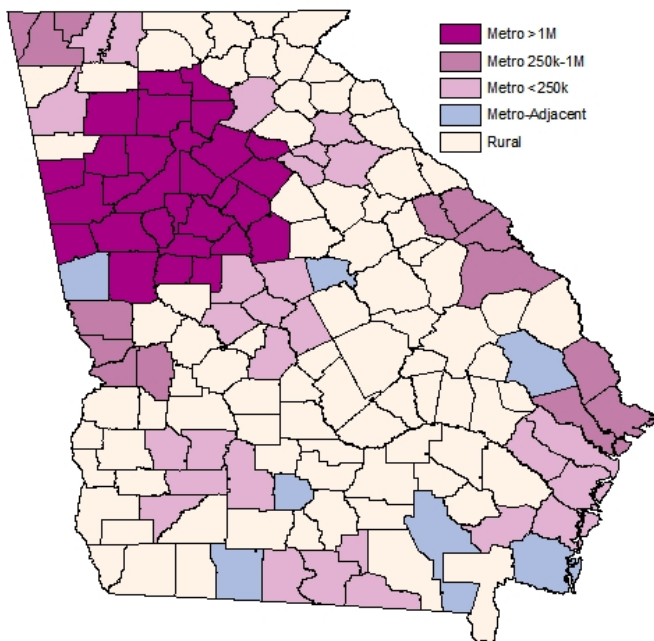 Metro >1M
Metro 250k-1M
Metro <250k
Metro-Adjacent
Rural